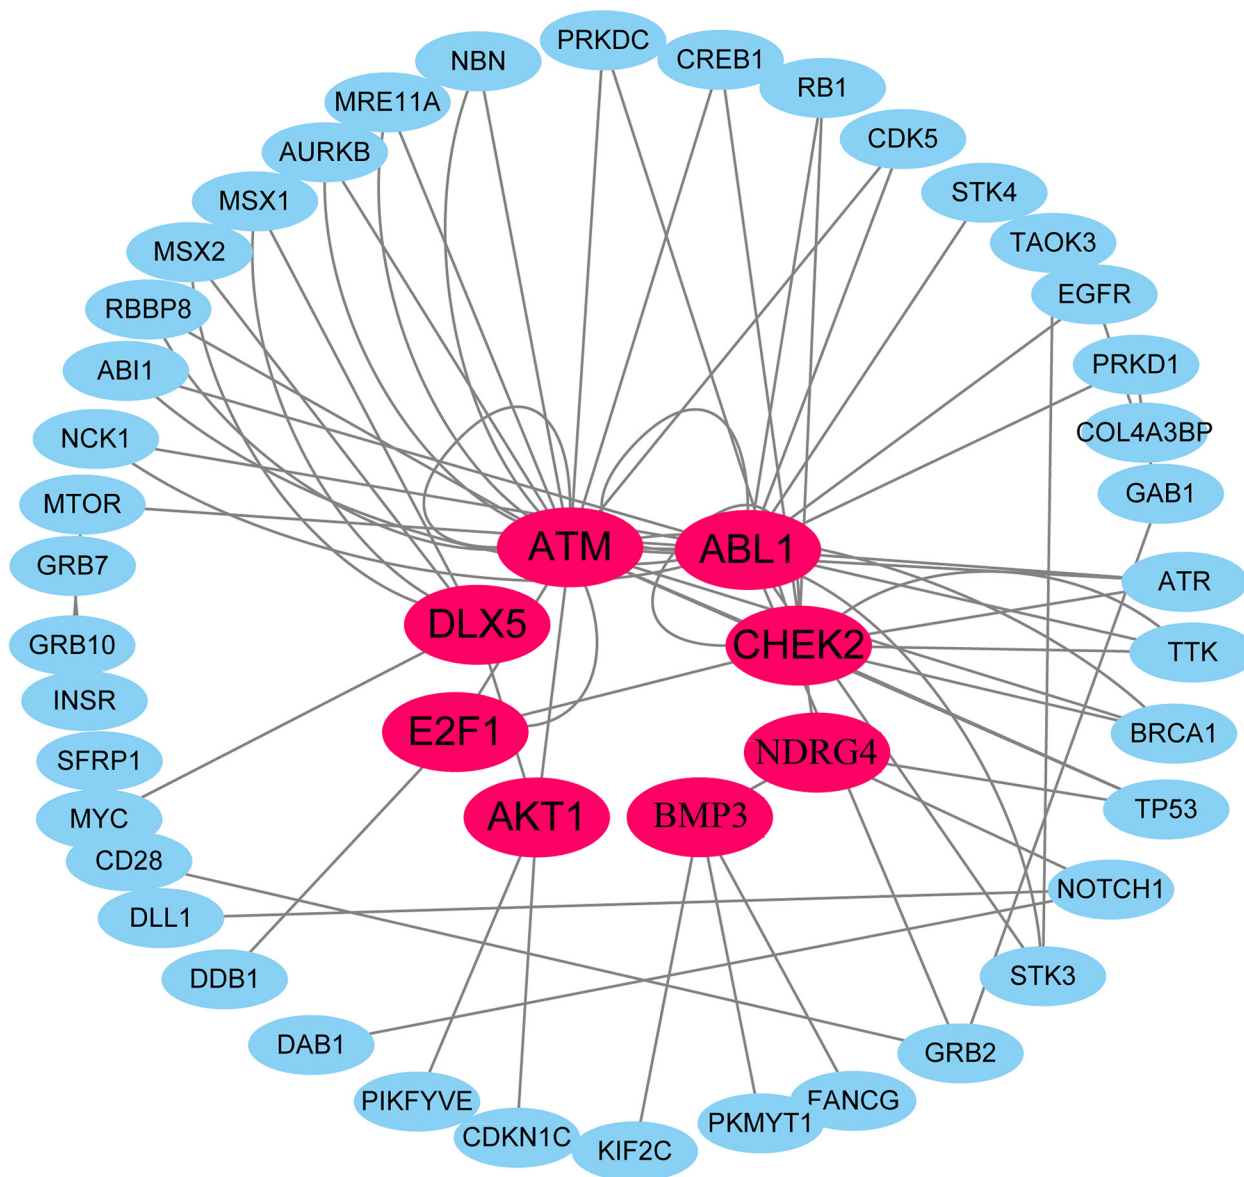 PRKDC
CREB1
NBN
RB1
MRE11A
CDK5
AURKB
STK4
MSX1
TAOK3
MSX2
EGFR
RBBP8
PRKD1
ABI1
COL4A3BP
NCK1
GAB1
MTOR
ATM
ABL1
GRB7
ATR
DLX5
CHEK2
GRB10
TTK
INSR
E2F1
NDRG4
BRCA1
SFRP1
AKT1
BMP3
TP53
MYC
CD28
NOTCH1
DLL1
DDB1
STK3
DAB1
GRB2
PIKFYVE
FANCG
PKMYT1
CDKN1C
KIF2C